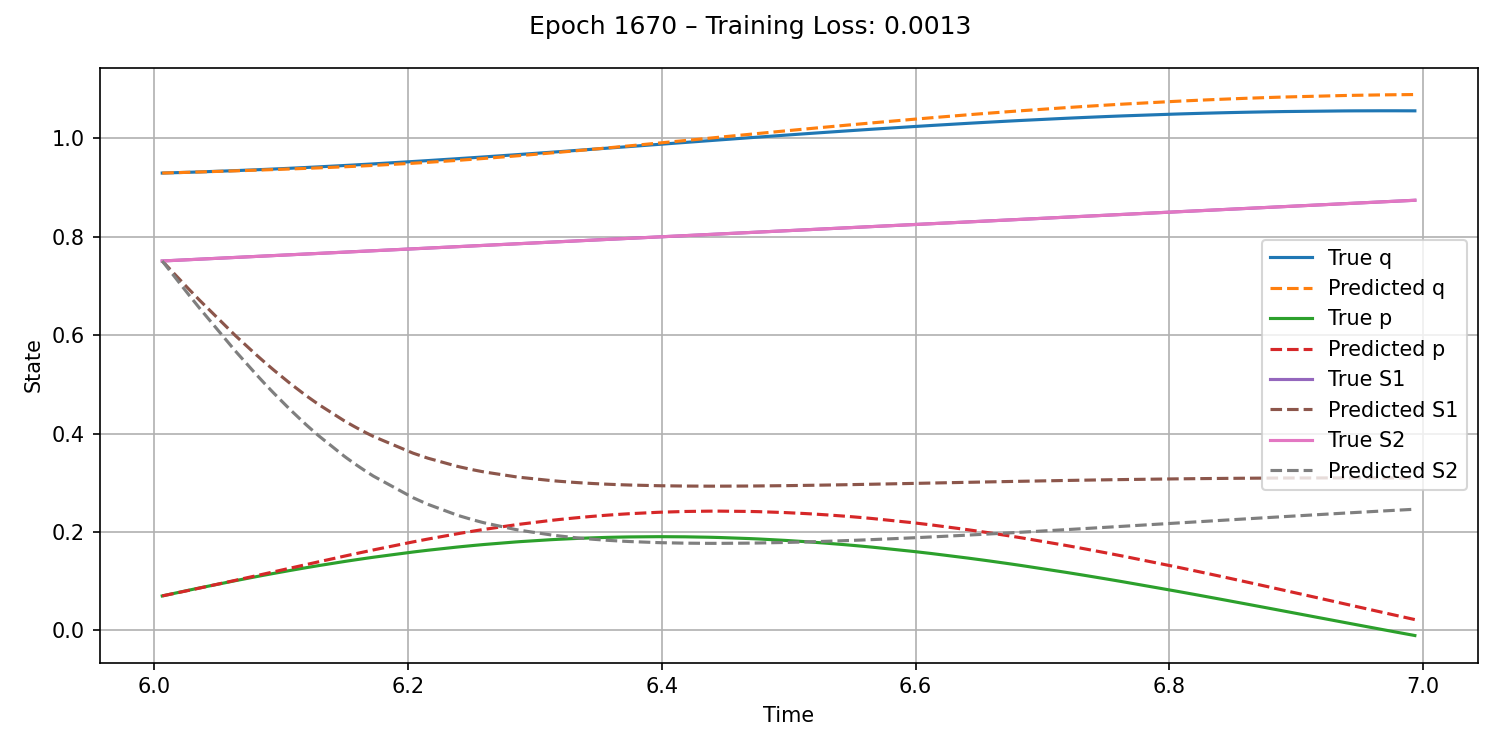 Epoch 1670 – Training Loss: 0.0013
State
1.0
0.8
0.6
0.4
0.2
0.0
True q
Predicted q
True p
Predicted p
True S1
Predicted S1
True S2
Predicted S2
6.0
6.2
6.4
6.6
6.8
7.0
Time